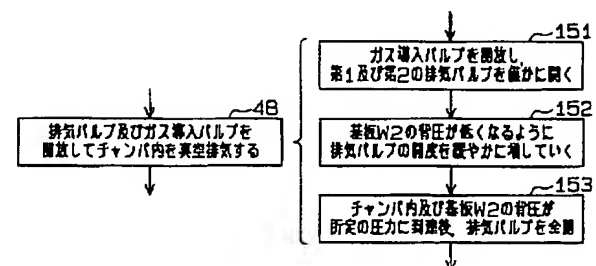 151
ガス導入バルブを開放し、
第1及び第2の排気バルブを僅かに開く
48
排気バルブ及びガス導入バルブを
開放してチャンバ内を真空排気する
152
基板W2の背圧が低くなるように
排気バルブの開度を緩やかに増していく
153
チャンバ内及び基板W2の背圧が
所定の圧力に到達後、排気バルブを全開